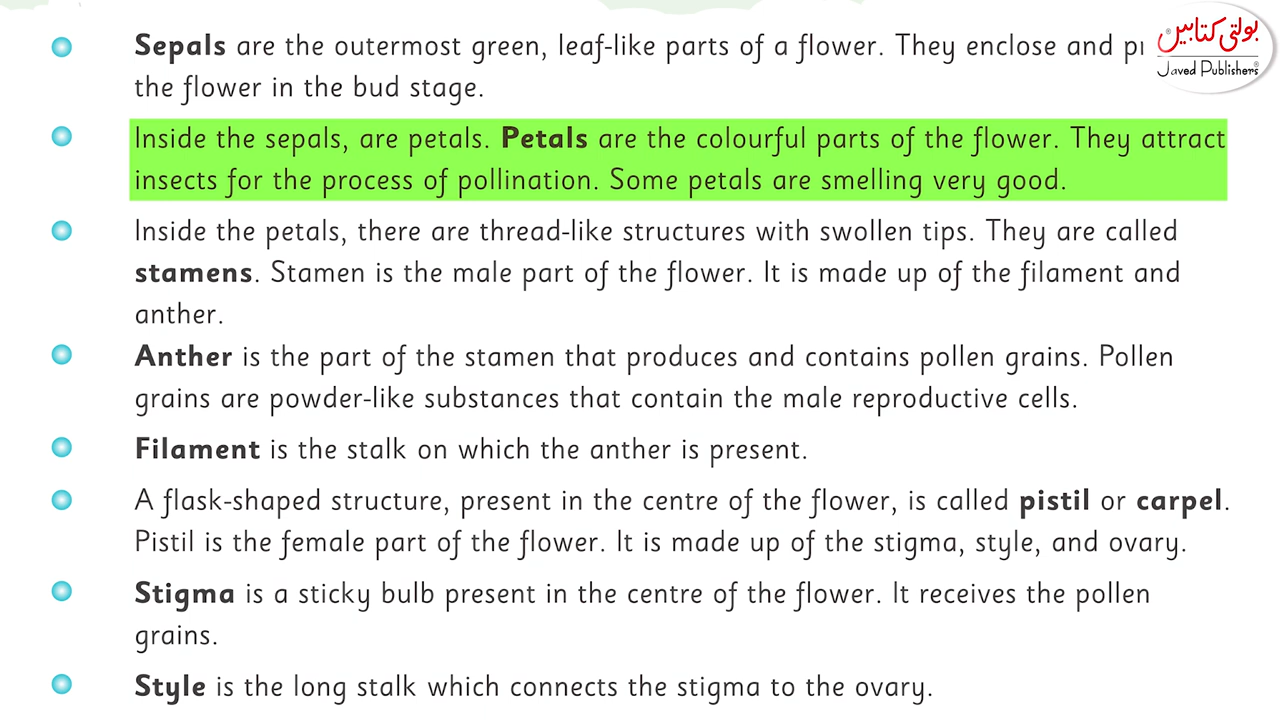 Sepals are the outermost green, leaf-like parts of a flower. They enclose and
the flower in the bud stage.
بولتی کتابیں
Javed Publishers
Inside the sepals, are petals. Petals are the colourful parts of the flower. They attract
insects for the process of pollination. Some petals are smelling very good.
Inside the petals, there are thread-like structures with swollen tips. They are called
stamens. Stamen is the male part of the flower. It is made up of the filament and
anther.
Anther is the part of the stamen that produces and contains pollen grains. Pollen
grains are powder-like substances that contain the male reproductive cells.
Filament is the stalk on which the anther is present.
A flask-shaped structure, present in the centre of the flower, is called pistil or carpel.
Pistil is the female part of the flower. It is made up of the stigma, style, and ovary.
Stigma is a sticky bulb present in the centre of the flower. It receives the pollen
grains.
Style is the long stalk which connects the stigma to the ovary.